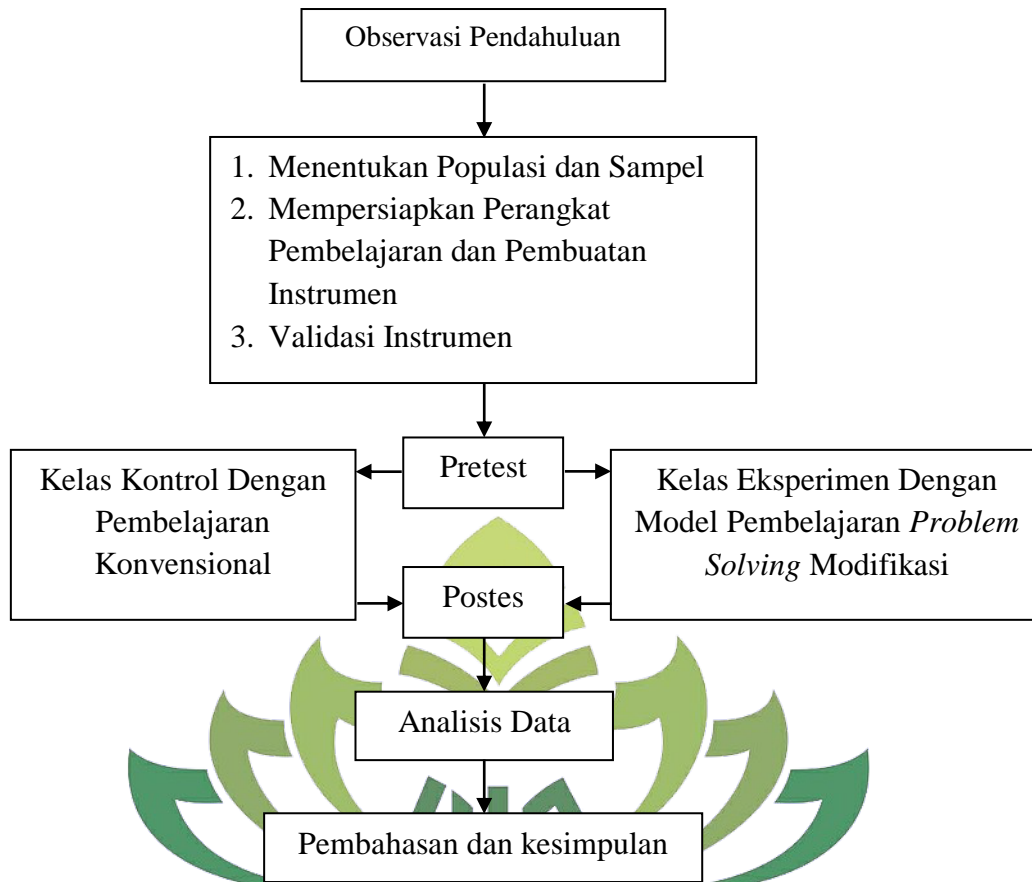 Observasi Pendahuluan
1. Menentukan Populasi dan Sampel
2. Mempersiapkan Perangkat
Pembelajaran dan Pembuatan
Instrumen
3. Validasi Instrumen
Kelas Kontrol Dengan
Pembelajaran
Konvensional
Pretest
Kelas Eksperimen Dengan
Model Pembelajaran Problem
Solving Modifikasi
Postes
Analisis Data
Pembahasan dan kesimpulan